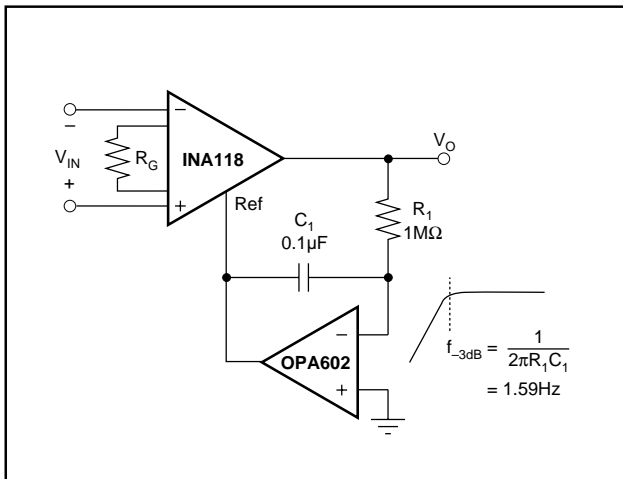 −
V_IN
+
R_G
−
INA118
+
Ref
V_O
C_1
0.1µF
R_1
1MΩ
−
OPA602
+
f_−3dB = 1 / 2πR_1C_1
= 1.59Hz